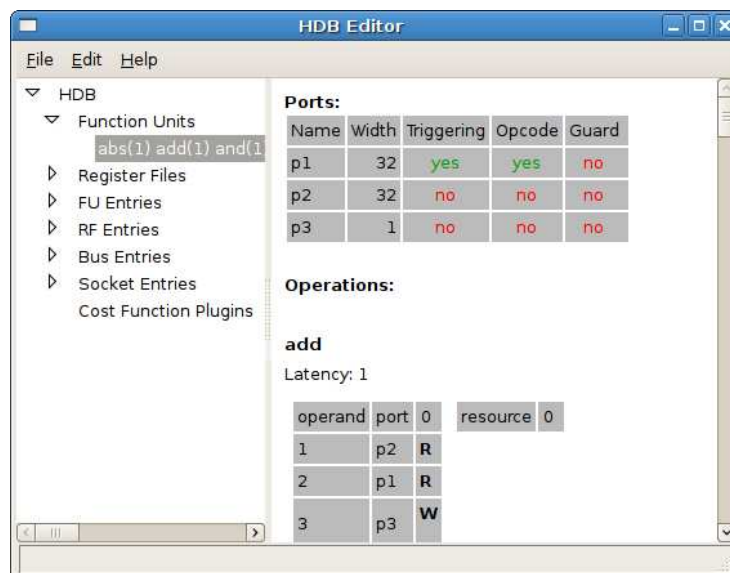 HDB Editor
File Edit Help
HDB
Function Units
abs(1) add(1) and(1)
Register Files
FU Entries
RF Entries
Bus Entries
Socket Entries
Cost Function Plugins
Ports:
Name Width Triggering Opcode Guard
p1 32 yes yes no
p2 32 no no no
p3 1 no no no
Operations:
add
Latency: 1
operand port 0 resource 0
1 p2 R
2 p1 R
3 p3 W